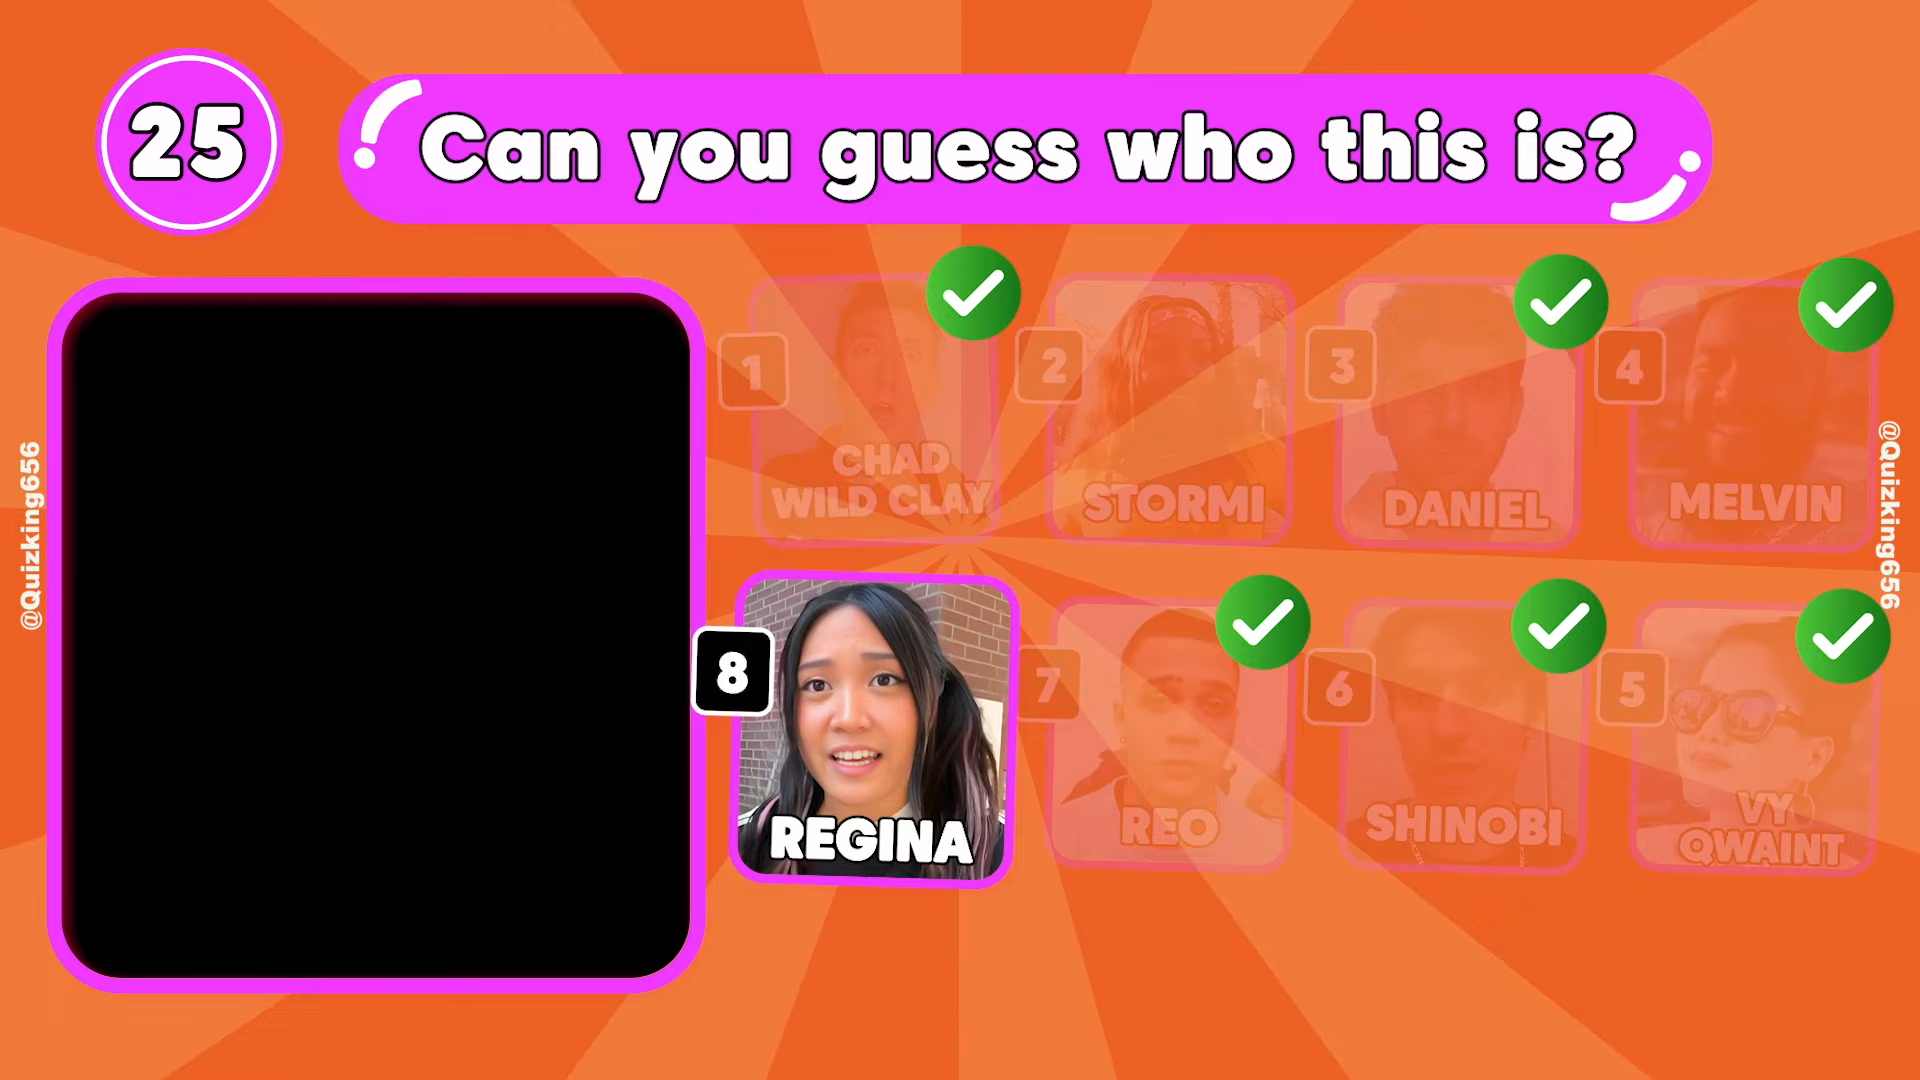 25
Can you guess who this is?
1
CHAD
WILD CLAY
2
STORMI
3
DANIEL
4
MELVIN
@Quizking656
@Quizking656
8
REGINA
7
REO
6
SHINOBI
5
VY
QWAINT